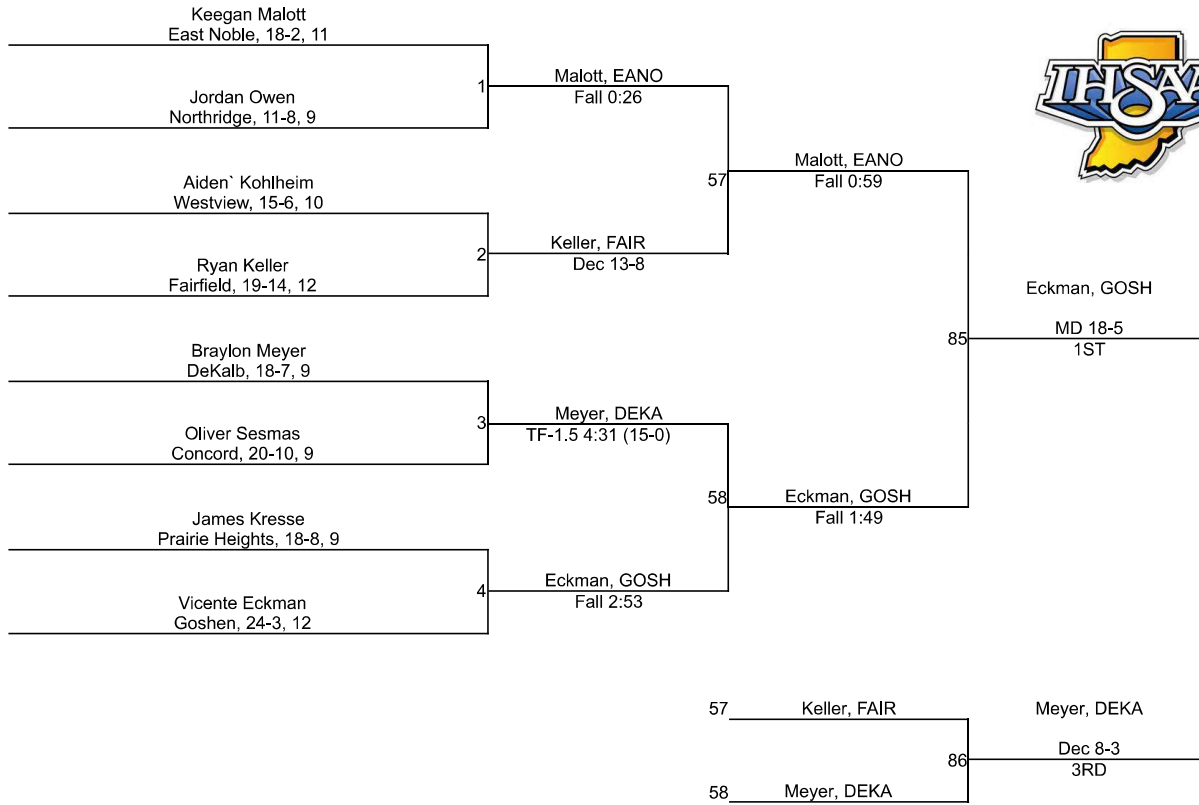 Keegan Malott
East Noble, 18-2, 11
1
Jordan Owen
Northridge, 11-8, 9
Malott, EANO
Fall 0:26
Aiden` Kohlheim
Westview, 15-6, 10
2
Ryan Keller
Fairfield, 19-14, 12
Keller, FAIR
Dec 13-8
57
Malott, EANO
Fall 0:59
IHSAA
Braylon Meyer
DeKalb, 18-7, 9
3
Oliver Sesmas
Concord, 20-10, 9
Meyer, DEKA
TF-1.5 4:31 (15-0)
James Kresse
Prairie Heights, 18-8, 9
4
Vicente Eckman
Goshen, 24-3, 12
Eckman, GOSH
Fall 2:53
58
Eckman, GOSH
Fall 1:49
85
Eckman, GOSH
MD 18-5
1ST
57
Keller, FAIR
86
58
Meyer, DEKA
Meyer, DEKA
Dec 8-3
3RD